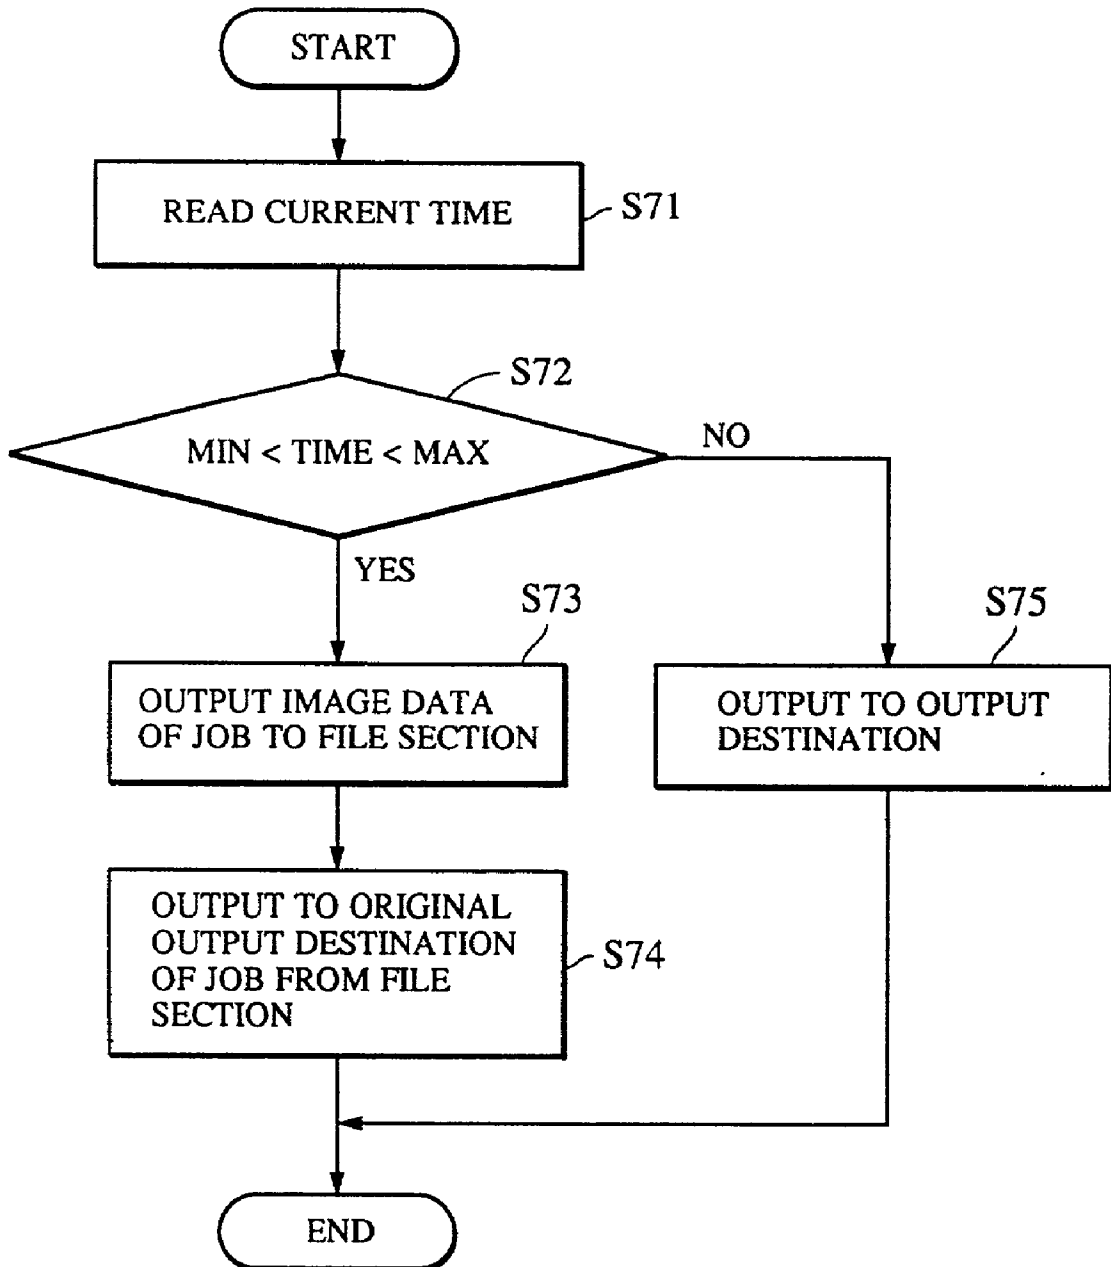 START
READ CURRENT TIME
S71
S72
MIN < TIME < MAX
NO
YES
S73
OUTPUT IMAGE DATA
OF JOB TO FILE SECTION
S75
OUTPUT TO OUTPUT
DESTINATION
OUTPUT TO ORIGINAL
OUTPUT DESTINATION
OF JOB FROM FILE
SECTION
S74
END